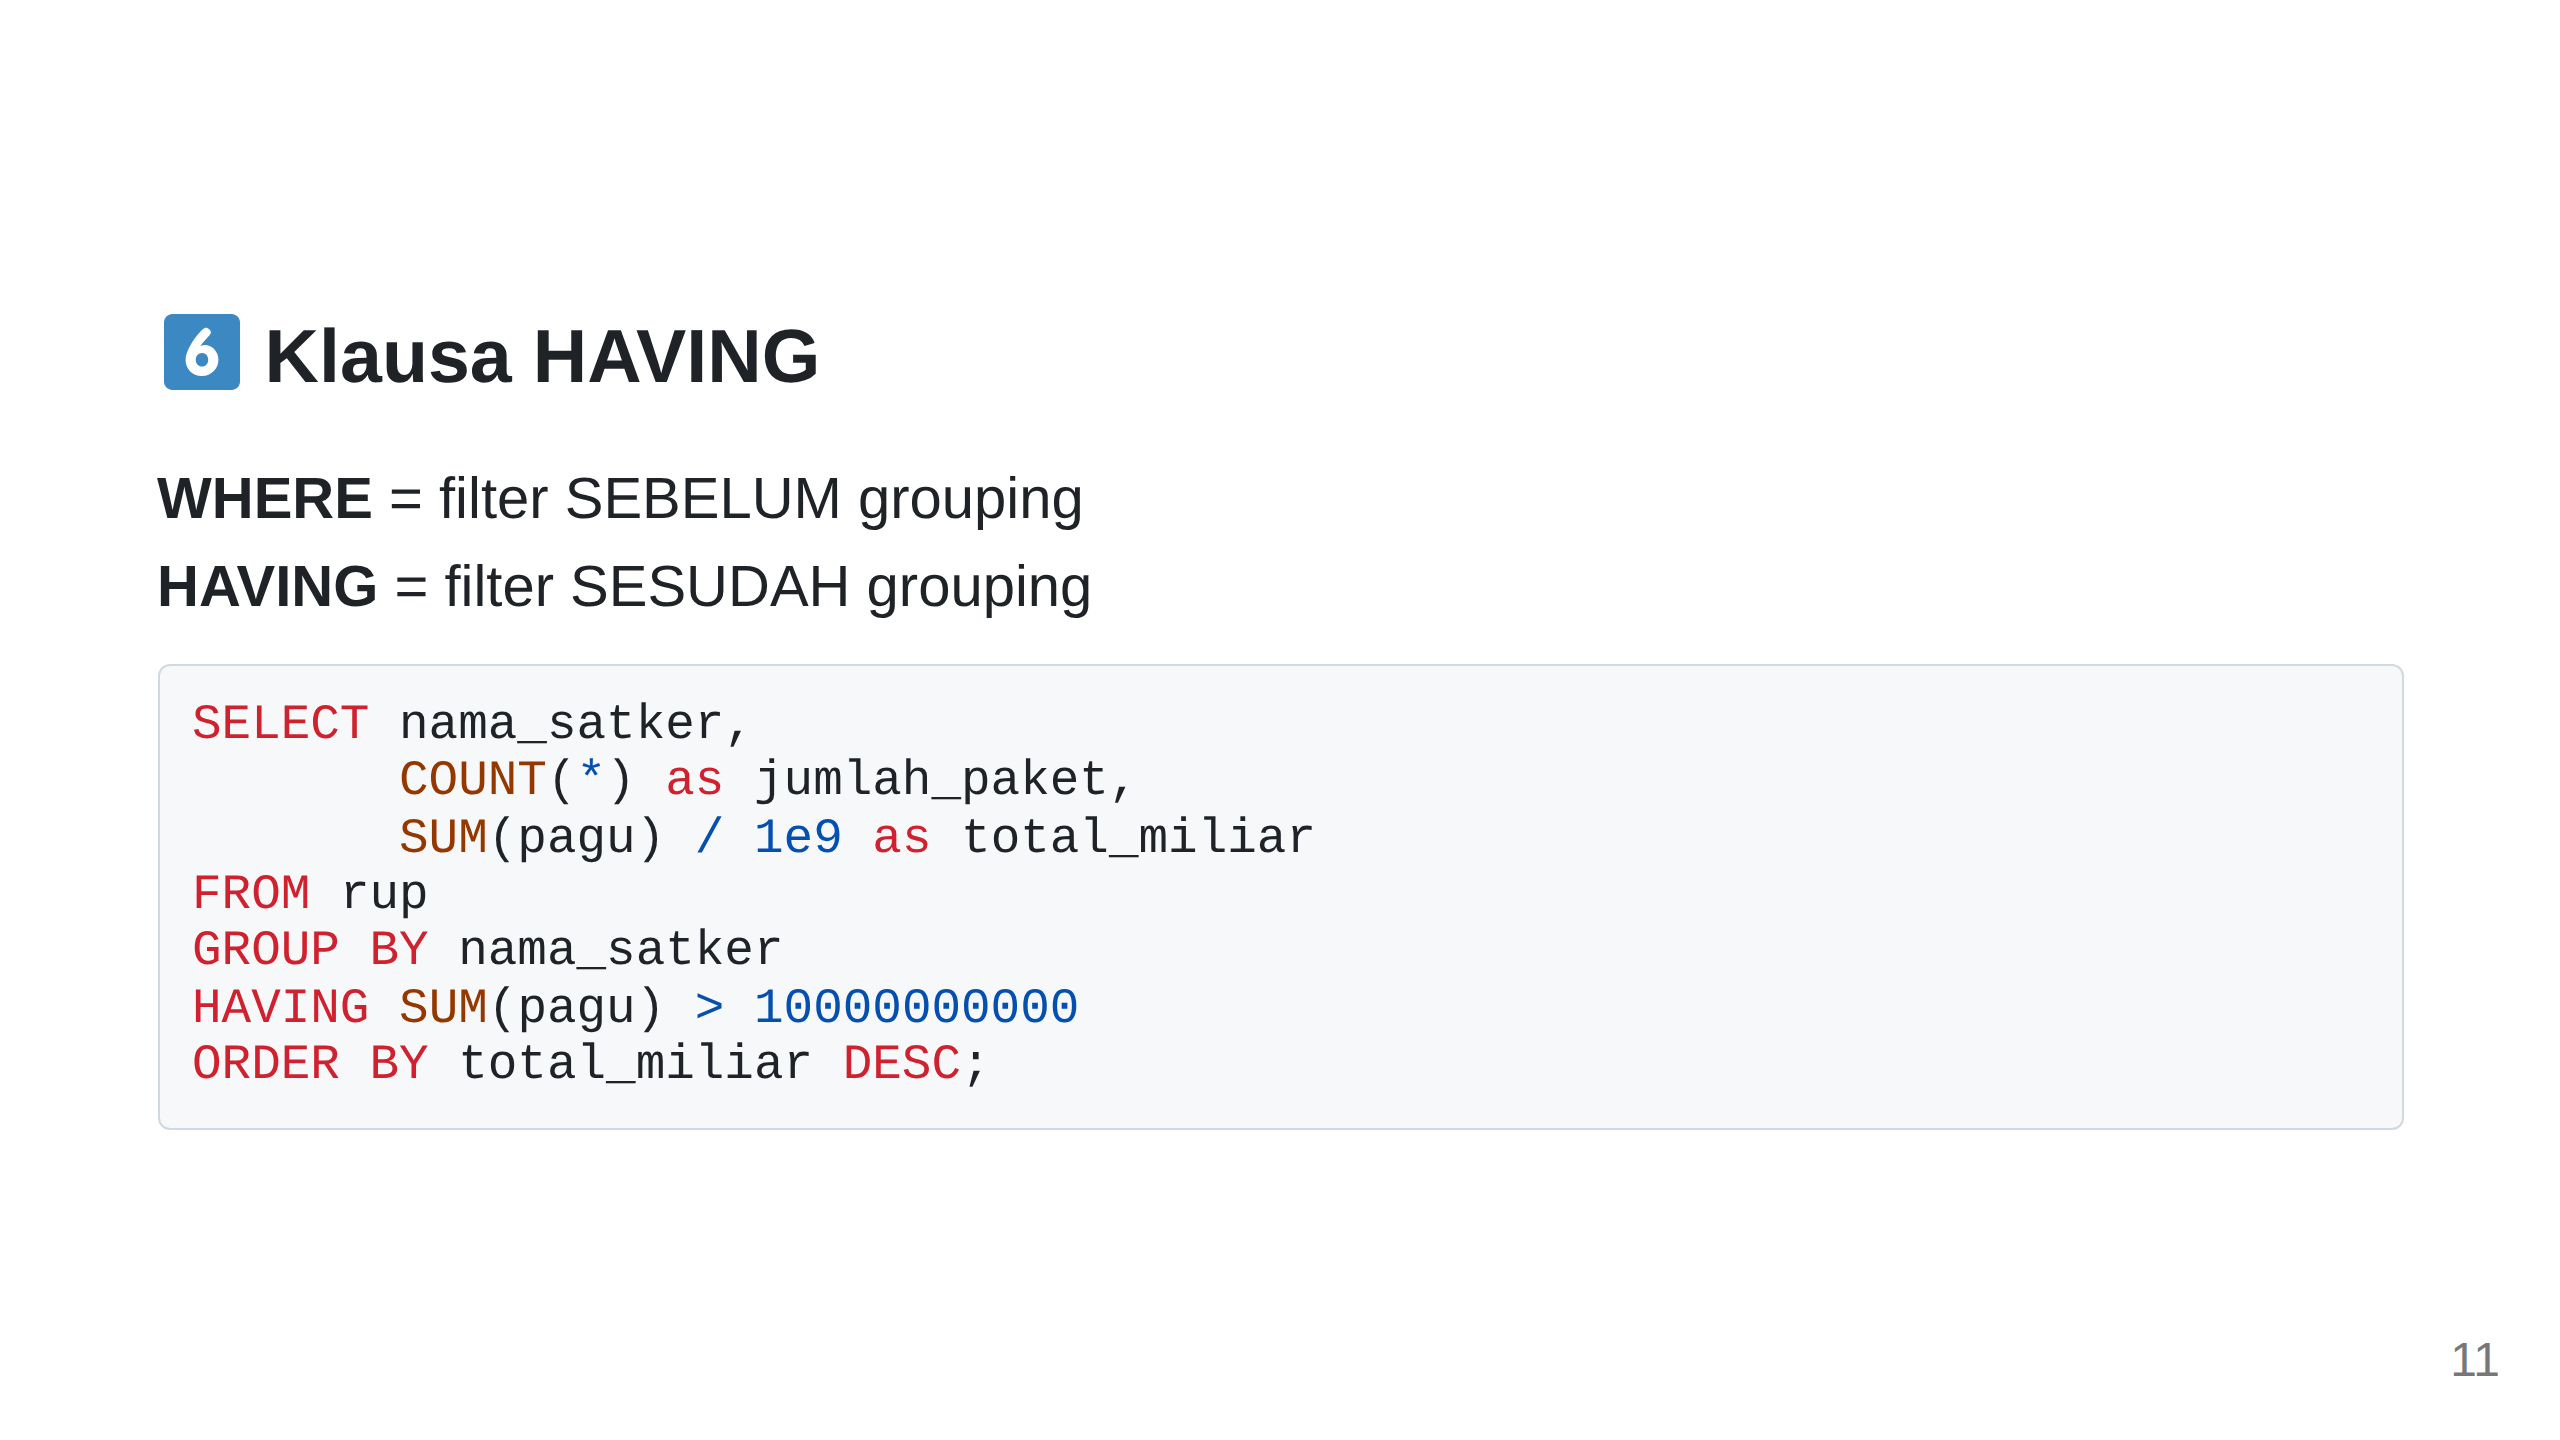 6 Klausa HAVING
WHERE = filter SEBELUM grouping
HAVING = filter SESUDAH grouping
SELECT nama_satker,
       COUNT(*) as jumlah_paket,
       SUM(pagu) / 1e9 as total_miliar
FROM rup
GROUP BY nama_satker
HAVING SUM(pagu) > 10000000000
ORDER BY total_miliar DESC;
11